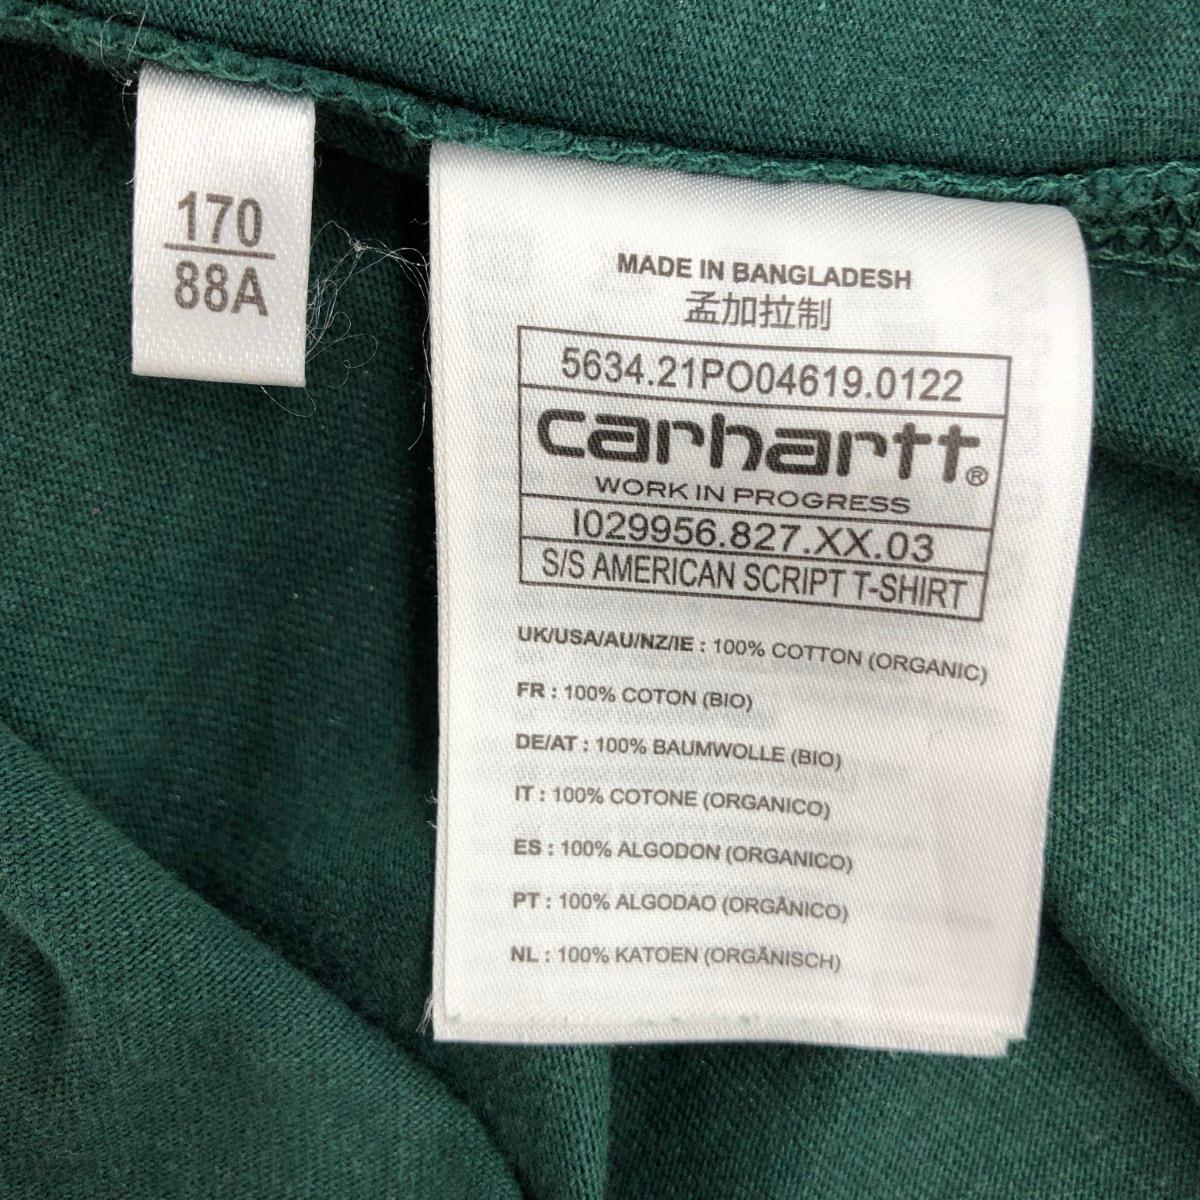 170
88A
MADE IN BANGLADESH
孟加拉制
5634.21PO04619.0122
carhartt®
WORK IN PROGRESS
I029956.827.XX.03
S/S AMERICAN SCRIPT T-SHIRT
UK/USA/AU/NZ/IE : 100% COTTON (ORGANIC)
FR : 100% COTON (BIO)
DE/AT : 100% BAUMWOLLE (BIO)
IT : 100% COTONE (ORGANICO)
ES : 100% ALGODON (ORGANICO)
PT : 100% ALGODAO (ORGÂNICO)
NL : 100% KATOEN (ORGÂNISCH)